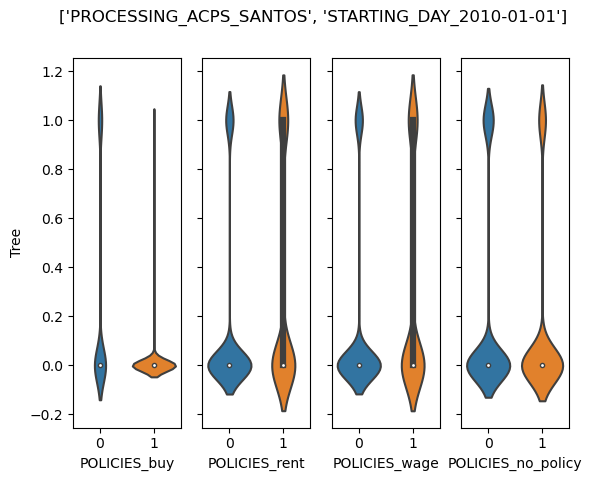 ['PROCESSING_ACPS_SANTOS', 'STARTING_DAY_2010-01-01']
1.2
1.0
0.8
0.6
0.4
0.2
0.0
−0.2
Tree
0 1 0 1 0 1 0 1
POLICIES_buy POLICIES_rent POLICIES_wage POLICIES_no_policy